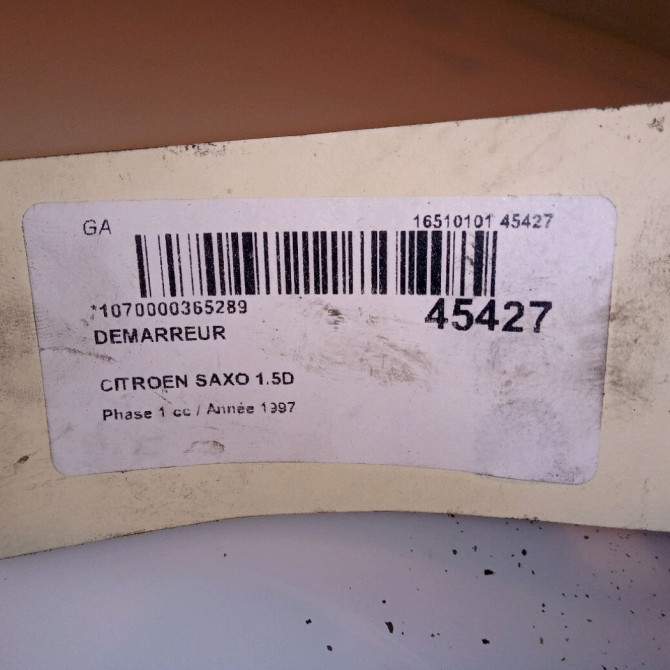 GA
16510101 45427
*1070000365289
45427
DEMARREUR
CITROEN SAXO 1.5D
Phase 1 cc / Année 1997